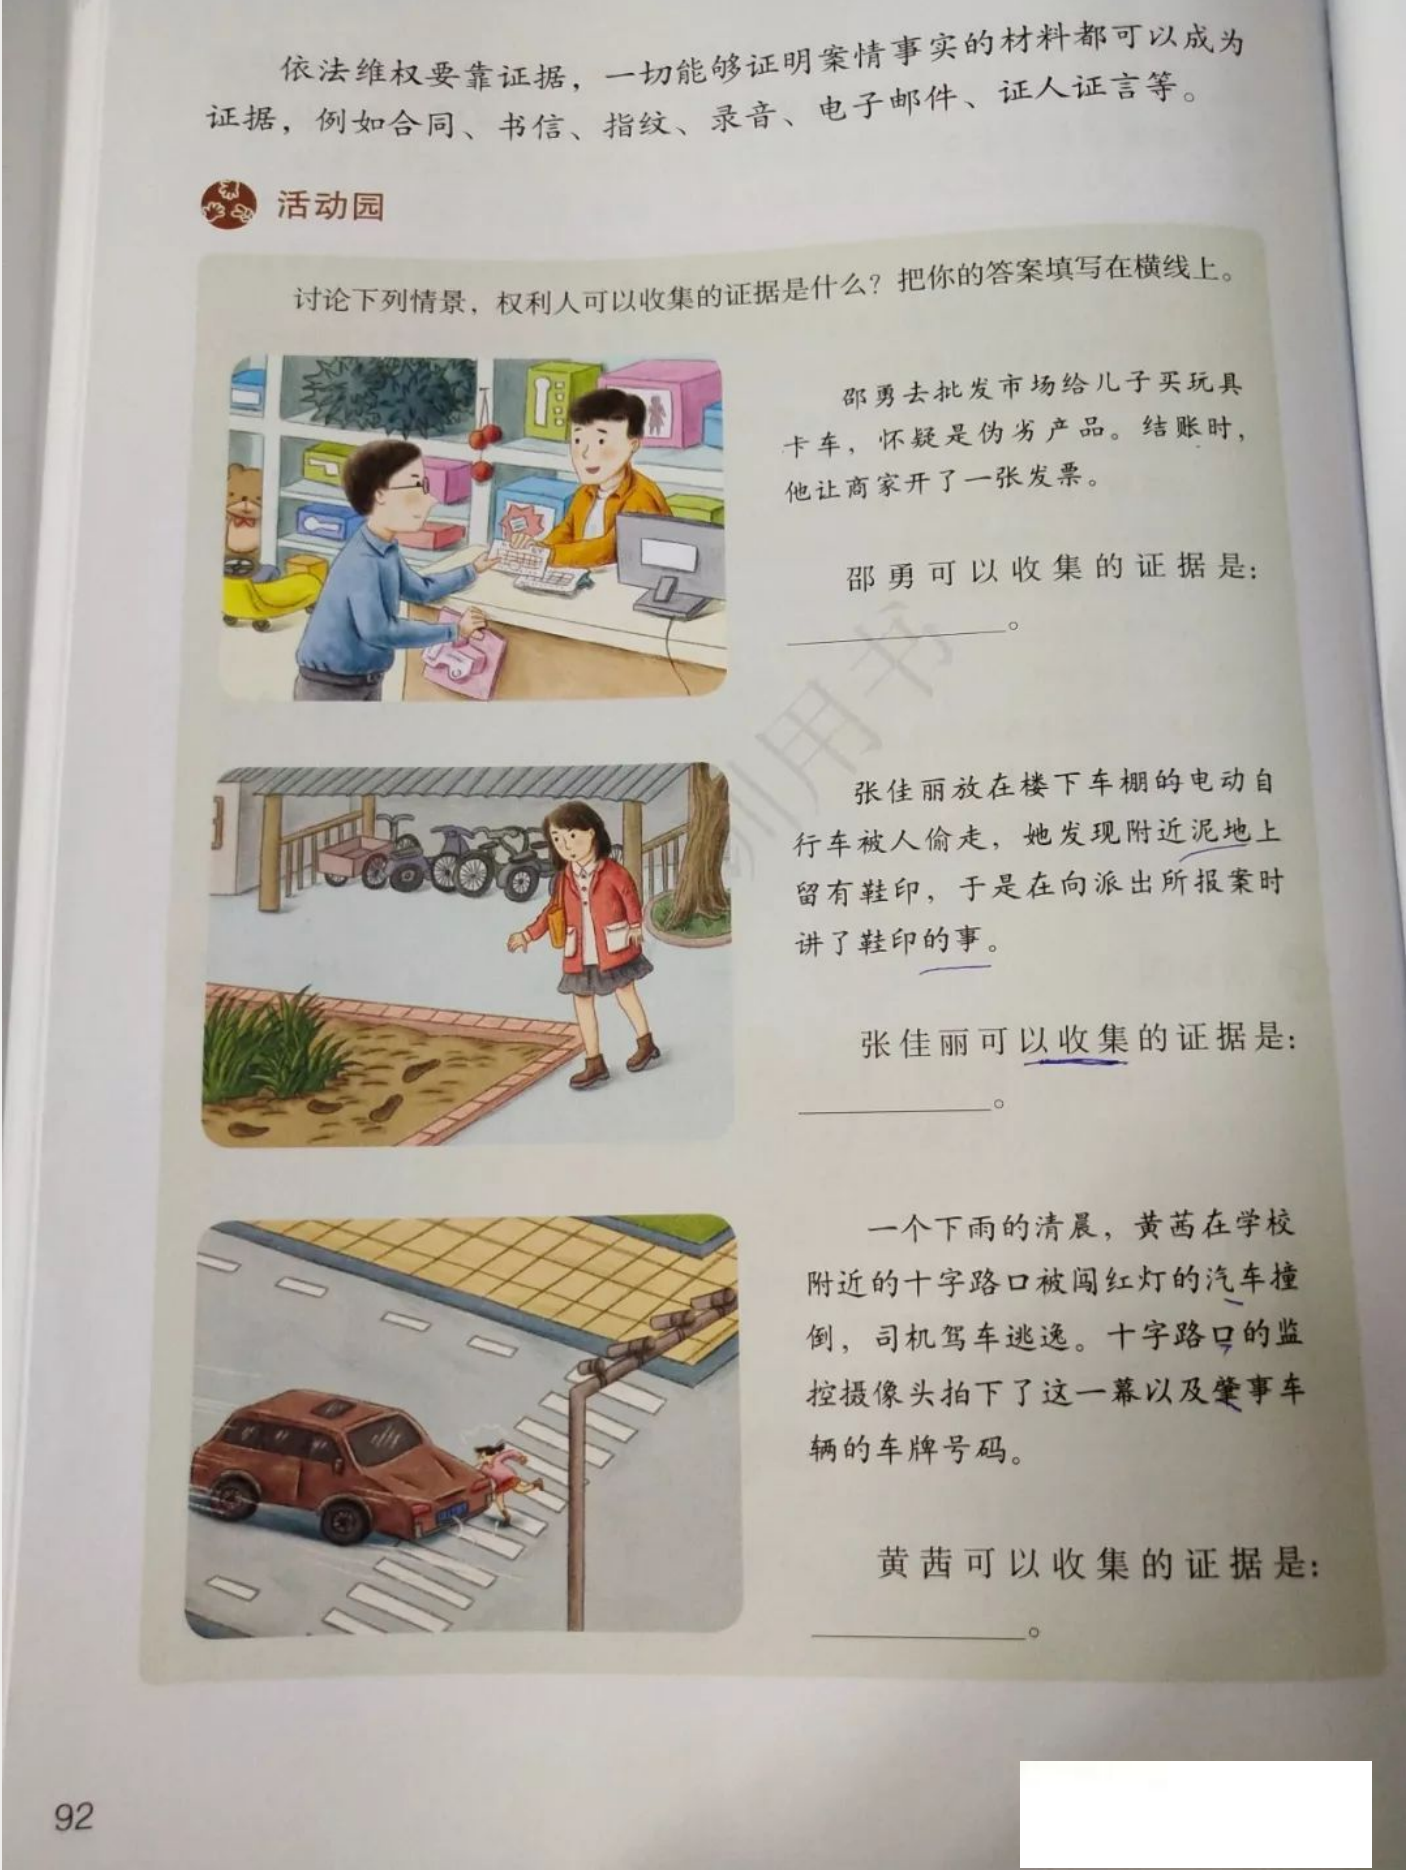 依法维权要靠证据，一切能够证明案情事实的材料都可以成为
证据，例如合同、书信、指纹、录音、电子邮件、证人证言等。
活动园
讨论下列情景，权利人可以收集的证据是什么？把你的答案填写在横线上。
邵勇去批发市场给儿子买玩具
卡车，怀疑是伪劣产品。结账时，
他让商家开了一张发票。
邵勇可以收集的证据是：
。
张佳丽放在楼下车棚的电动自
行车被人偷走，她发现附近泥地上
留有鞋印，于是在向派出所报案时
讲了鞋印的事。
张佳丽可以收集的证据是：
。
一个下雨的清晨，黄茜在学校
附近的十字路口被闯红灯的汽车撞
倒，司机驾车逃逸。十字路口的监
控摄像头拍下了这一幕以及肇事车
辆的车牌号码。
黄茜可以收集的证据是：
。
训用书
92